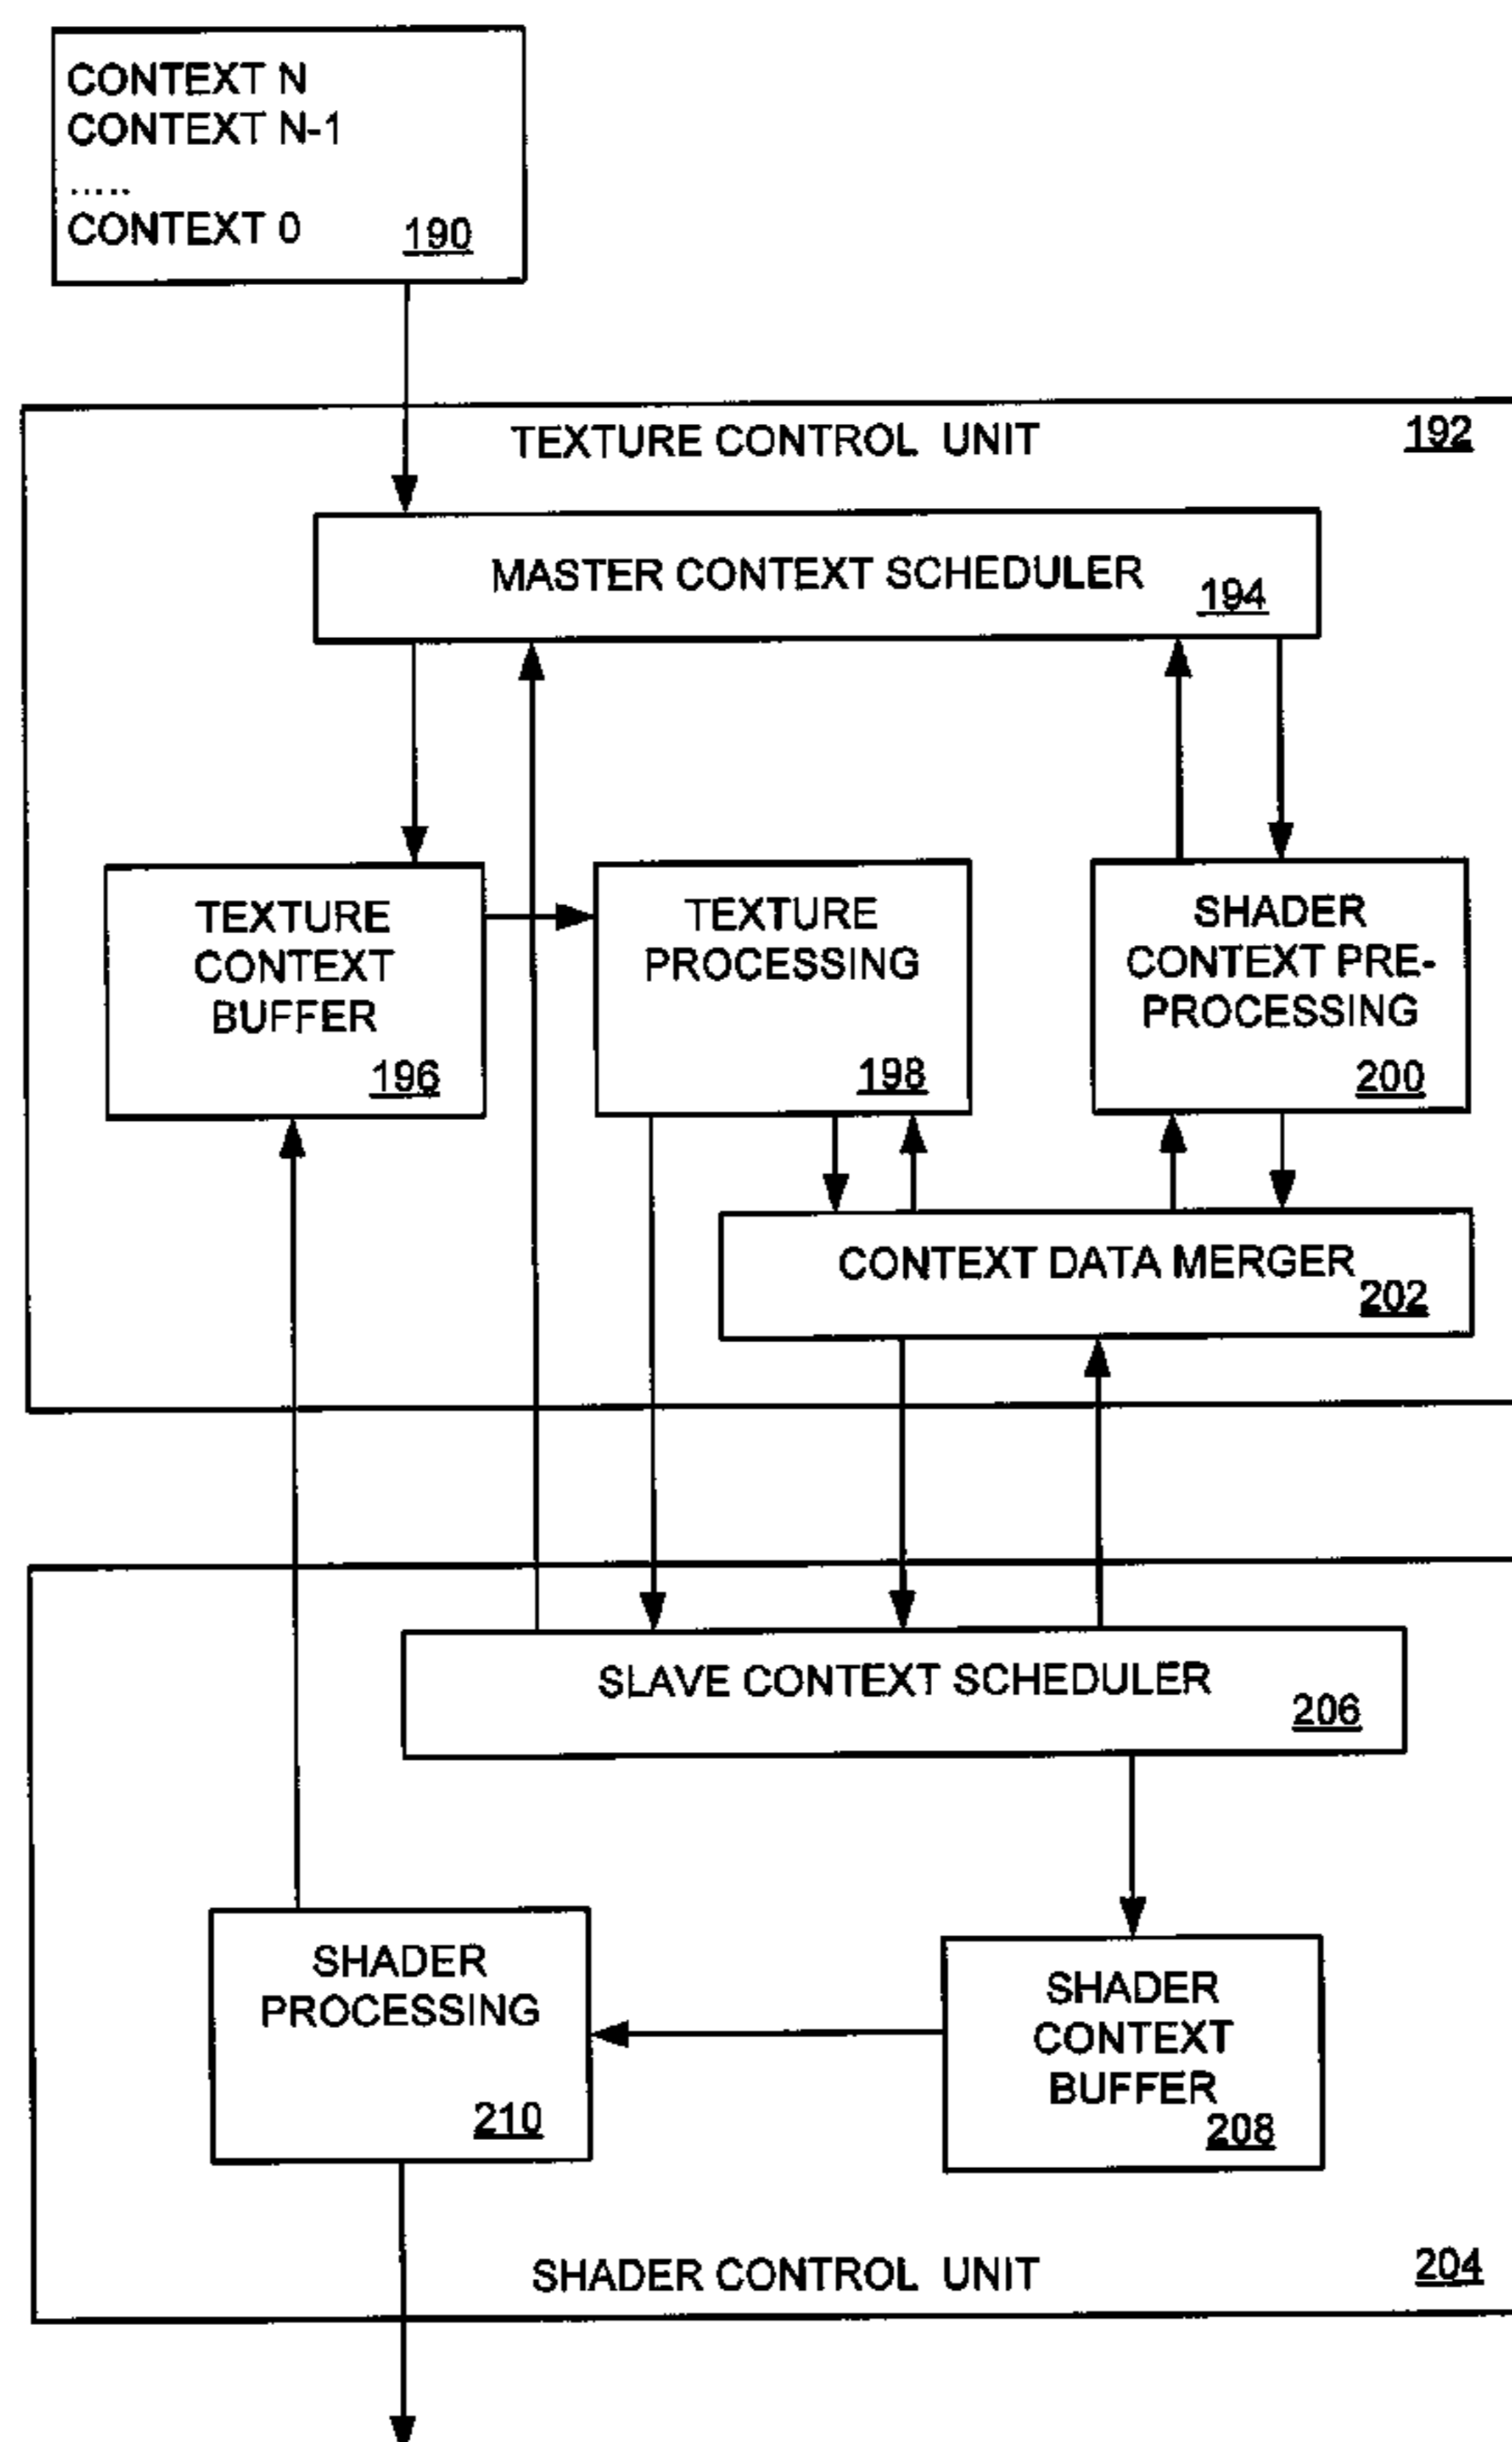 CONTEXT N
CONTEXT N-1
.....
CONTEXT 0
190
TEXTURE CONTROL UNIT
192
MASTER CONTEXT SCHEDULER
194
TEXTURE
CONTEXT
BUFFER
196
TEXTURE
PROCESSING
198
SHADER
CONTEXT PRE-
PROCESSING
200
CONTEXT DATA MERGER
202
SLAVE CONTEXT SCHEDULER
206
SHADER
PROCESSING
210
SHADER
CONTEXT
BUFFER
208
SHADER CONTROL UNIT
204